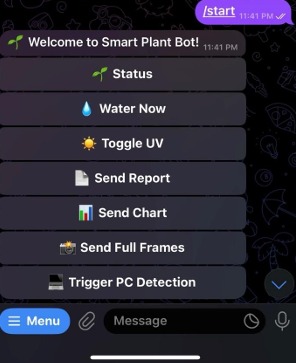 /start 11:41 PM
🌱 Welcome to Smart Plant Bot! 11:41 PM
🌱 Status
💧 Water Now
☀️ Toggle UV
📄 Send Report
📊 Send Chart
📸 Send Full Frames
💻 Trigger PC Detection
Menu
Message